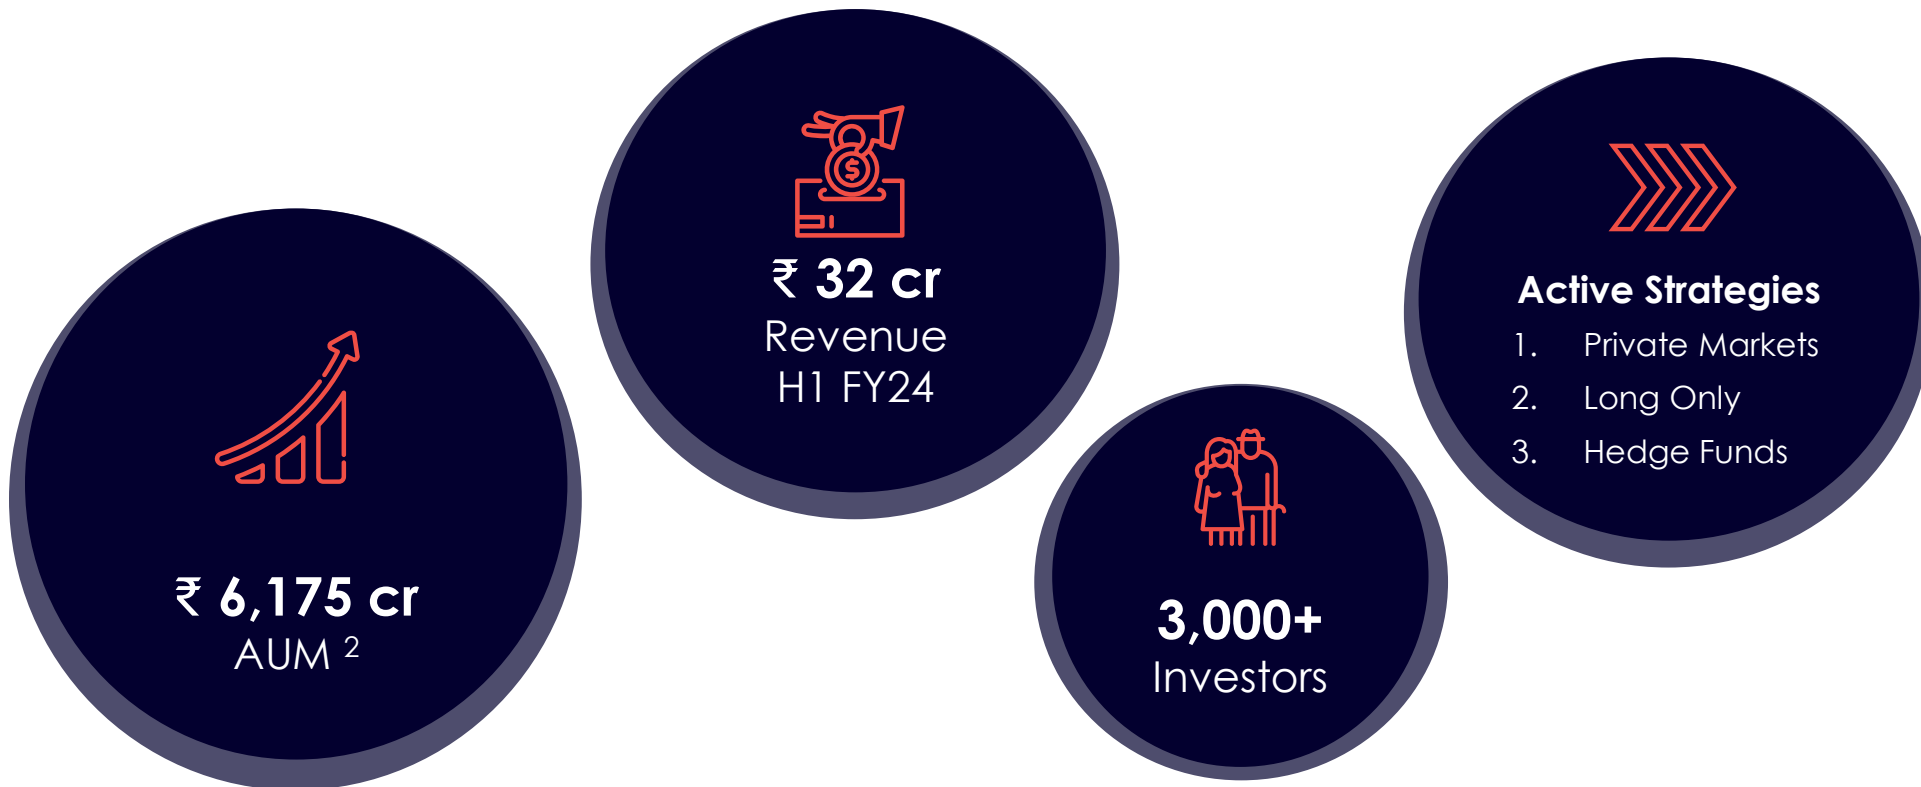 ₹ 6,175 cr
AUM ²
₹ 32 cr
Revenue
H1 FY24
$
3,000+
Investors
Active Strategies
1. Private Markets
2. Long Only
3. Hedge Funds